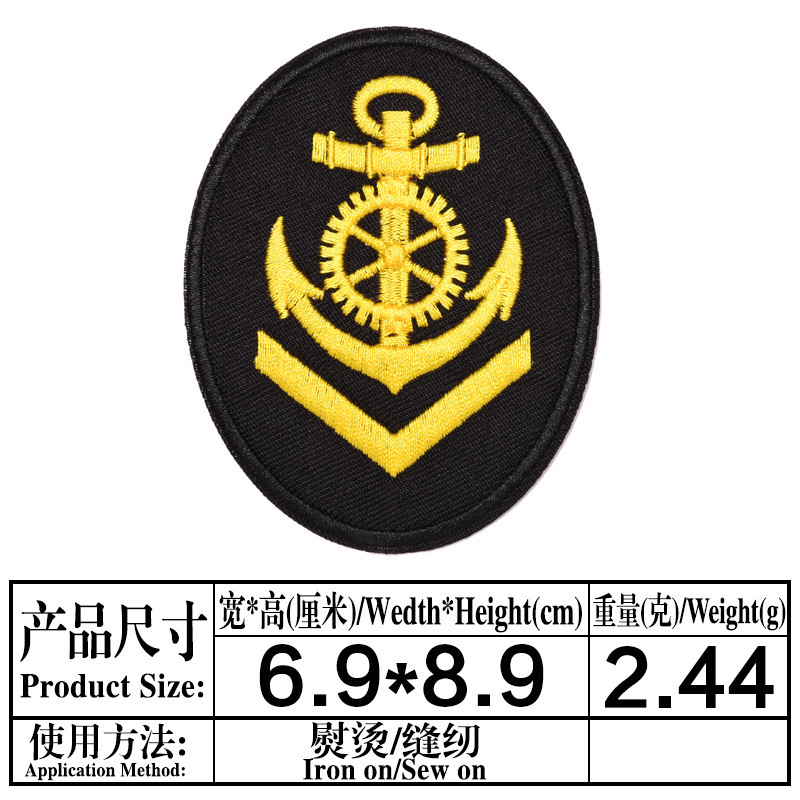 产品尺寸
Product Size:
宽*高(厘米)/Wedth*Height(cm)
重量(克)/Weight(g)
6.9*8.9
2.44
使用方法:
Application Method:
熨烫/缝纫
Iron on/Sew on